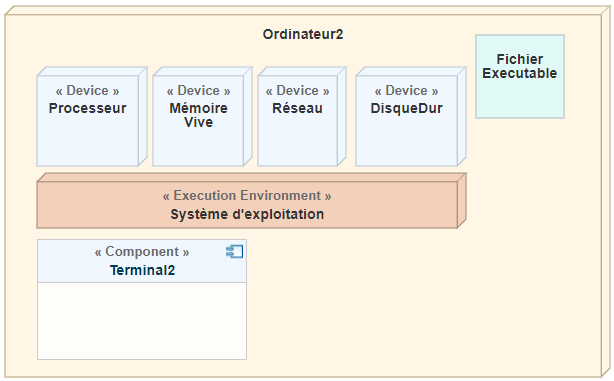 Ordinateur2
« Device »
Processeur
« Device »
Mémoire
Vive
« Device »
Réseau
« Device »
DisqueDur
Fichier
Executable
« Execution Environment »
Système d'exploitation
« Component »
Terminal2